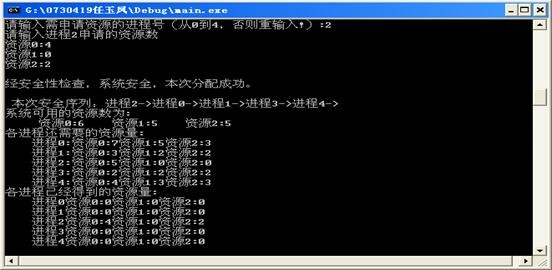 G:\0730419任玉凤\Debug\main.exe
请输入需申请资源的进程号（从0到4，否则重输入!）:2
请输入进程2申请的资源数
资源0:4
资源1:0
资源2:2
经安全性检查，系统安全，本次分配成功。
本次安全序列：进程2->进程0->进程1->进程3->进程4->
系统可用的资源数为:
资源0:6 资源1:5 资源2:5
各进程还需要的资源量:
进程0:资源0:7资源1:5资源2:3
进程1:资源0:3资源1:2资源2:2
进程2:资源0:5资源1:0资源2:0
进程3:资源0:2资源1:2资源2:2
进程4:资源0:4资源1:3资源2:3
各进程已经得到的资源量:
进程0资源0:0资源1:0资源2:0
进程1资源0:0资源1:0资源2:0
进程2资源0:4资源1:0资源2:2
进程3资源0:0资源1:0资源2:0
进程4资源0:0资源1:0资源2:0